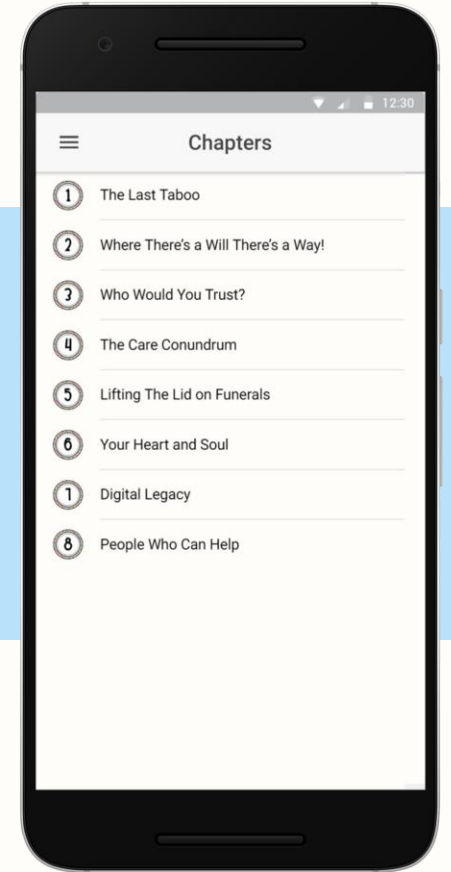 12:30
Chapters
1 The Last Taboo
2 Where There's a Will There's a Way!
3 Who Would You Trust?
4 The Care Conundrum
5 Lifting The Lid on Funerals
6 Your Heart and Soul
7 Digital Legacy
8 People Who Can Help